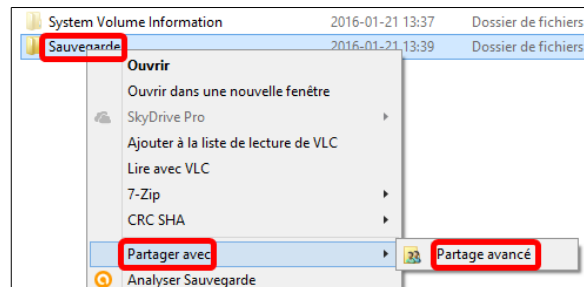 System Volume Information 2016-01-21 13:37 Dossier de fichiers
Sauvegarde 2016-01-21 13:39 Dossier de fichiers
Ouvrir
Ouvrir dans une nouvelle fenêtre
SkyDrive Pro
Ajouter à la liste de lecture de VLC
Lire avec VLC
7-Zip
CRC SHA
Partager avec Partage avancé
Analyser Sauvegarde